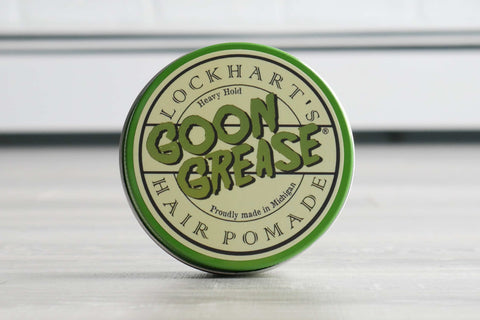 LOCKHART'S
Heavy Hold
GOON
GREASE®
Proudly made in Michigan
HAIR POMADE